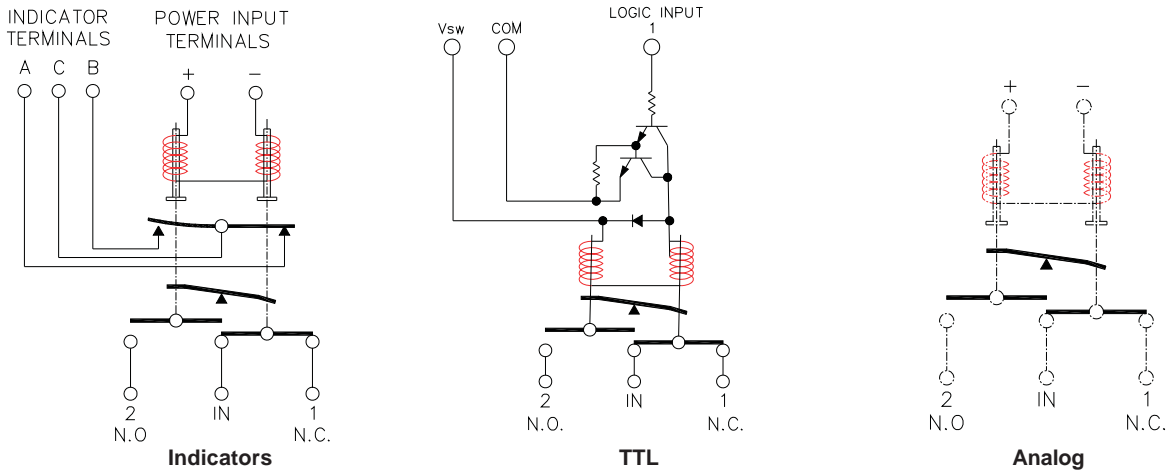 INDICATOR
TERMINALS
POWER INPUT
TERMINALS
A C B
+ −
2 IN 1
N.O N.C.
Indicators
LOGIC INPUT
Vsw COM 1
2 IN 1
N.O. N.C.
TTL
+ −
2 IN 1
N.O N.C.
Analog